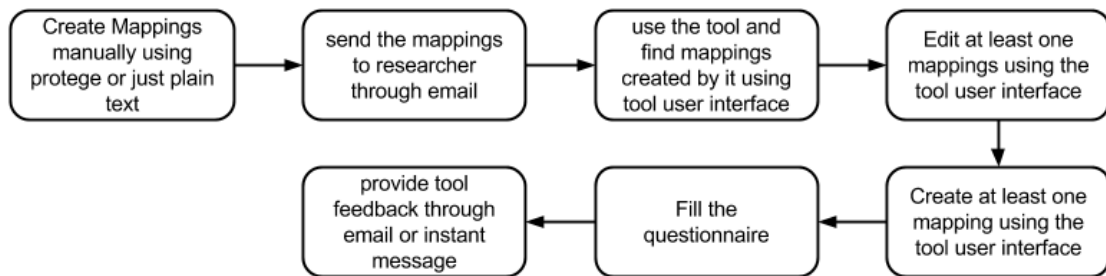 Create Mappings
manually using
protege or just plain
text
send the mappings
to researcher
through email
use the tool and
find mappings
created by it using
tool user interface
Edit at least one
mappings using the
tool user interface
Create at least one
mapping using the
tool user interface
Fill the
questionnaire
provide tool
feedback through
email or instant
message